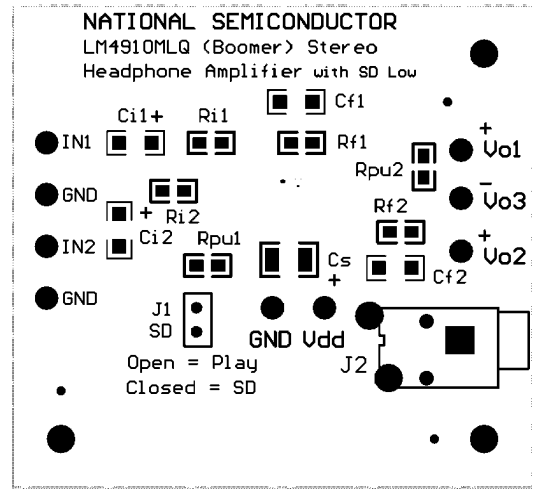 NATIONAL SEMICONDUCTOR
LM4910MLQ (Boomer) Stereo
Headphone Amplifier with SD Low
Cf1
Ci1+
Ri1
IN1
Rf1
+
Vo1
Rpu2
GND
-
Vo3
Ri2
+
Ci2
Rf2
IN2
+
Vo2
Rpu1
Cs
+
Cf2
GND
J1
SD
GND Vdd
J2
Open = Play
Closed = SD